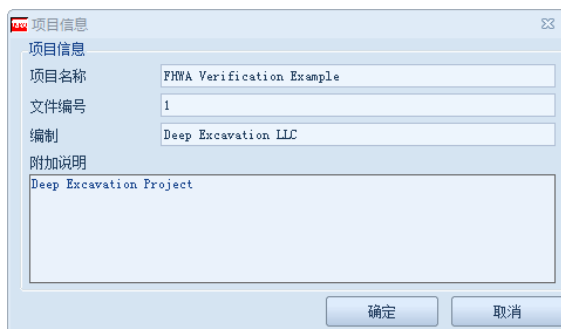 项目信息
项目信息
项目名称 FHWA Verification Example
文件编号 1
编制 Deep Excavation LLC
附加说明
Deep Excavation Project
确定 取消